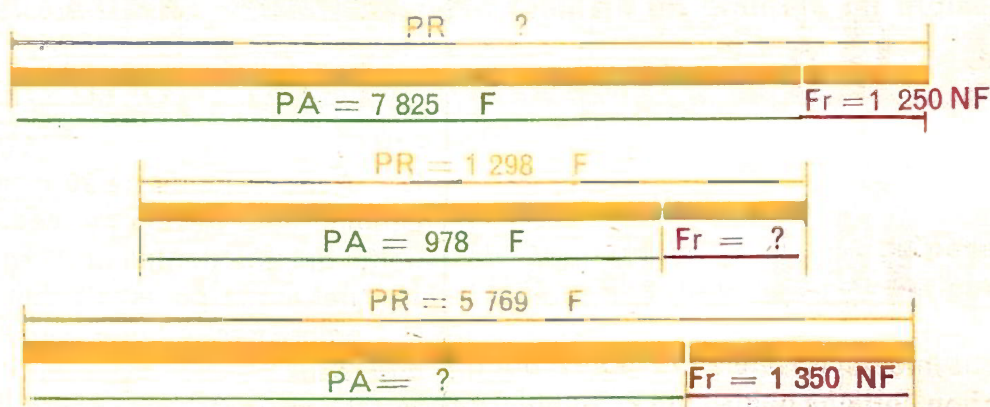 PR ?
PA = 7 825 F Fr = 1 250 NF
PR = 1 298 F
PA = 978 F Fr = ?
PR = 5 769 F
PA = ? Fr = 1 350 NF